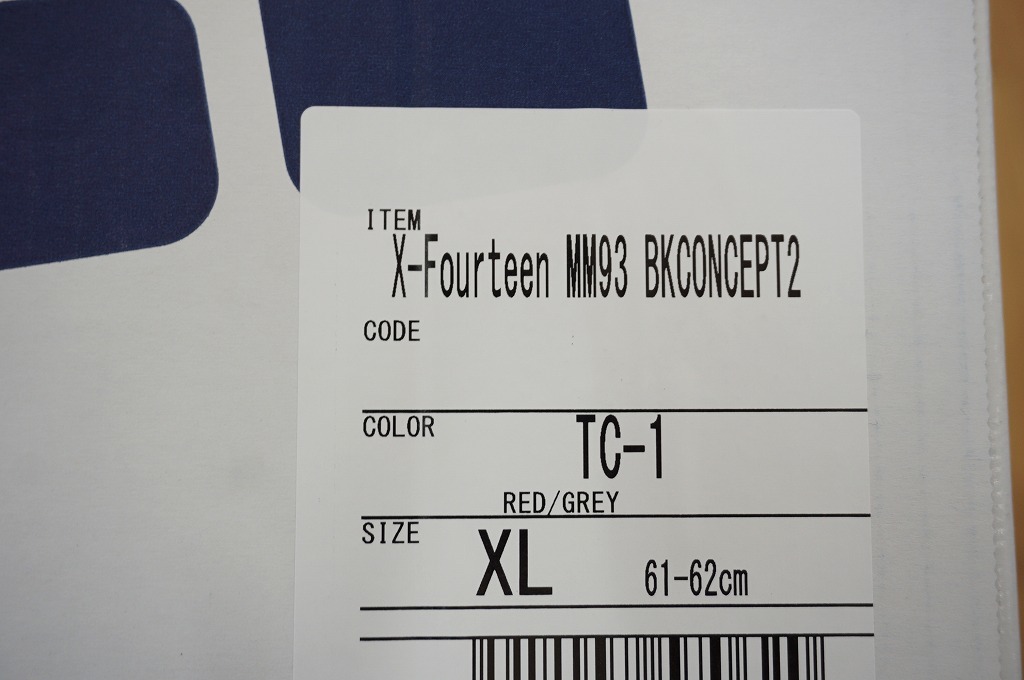 ITEM
X-Fourteen MM93 BKCONCEPT2
CODE
COLOR
TC-1
RED/GREY
SIZE
XL 61-62cm